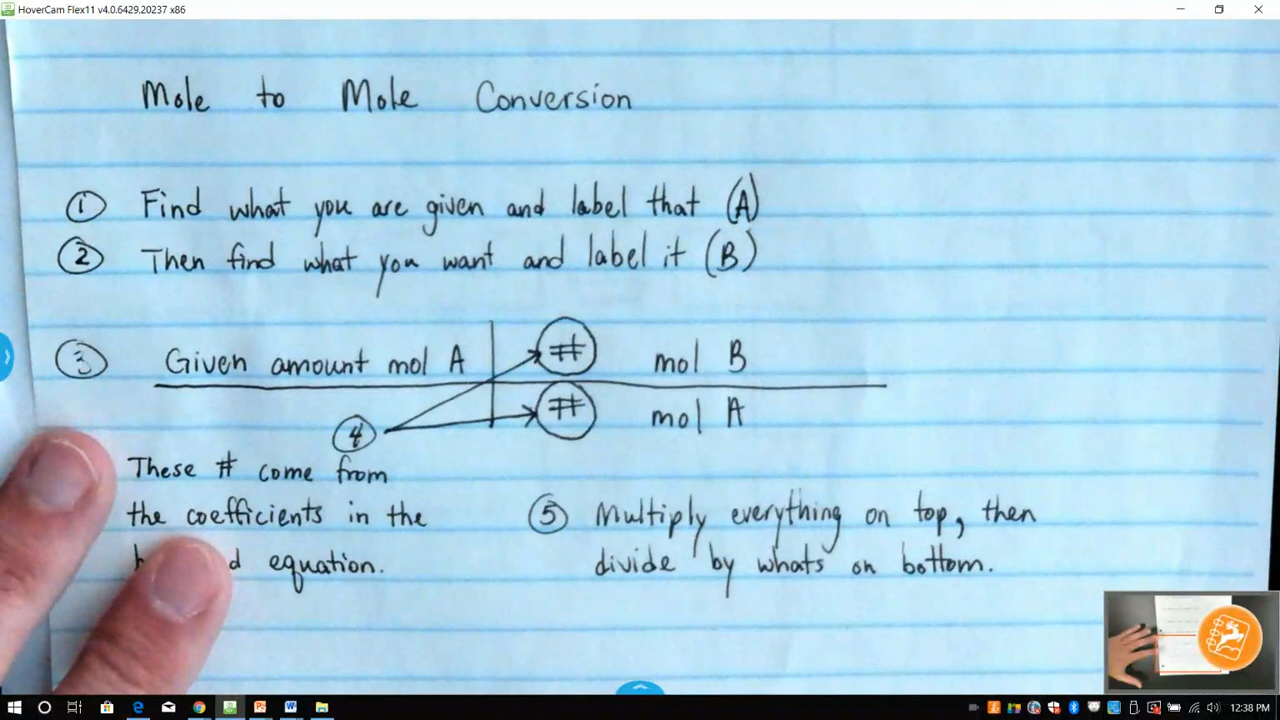 HoverCam Flex11 v4.0.6429.20237 x86
Mole to Mole Conversion
① Find what you are given and label that (A)
② Then find what you want and label it (B)
③ Given amount mol A # mol B
# mol A
④
These # come from
the coefficients in the
equation.
⑤ Multiply everything on top, then
divide by whats on bottom.
12:38 PM